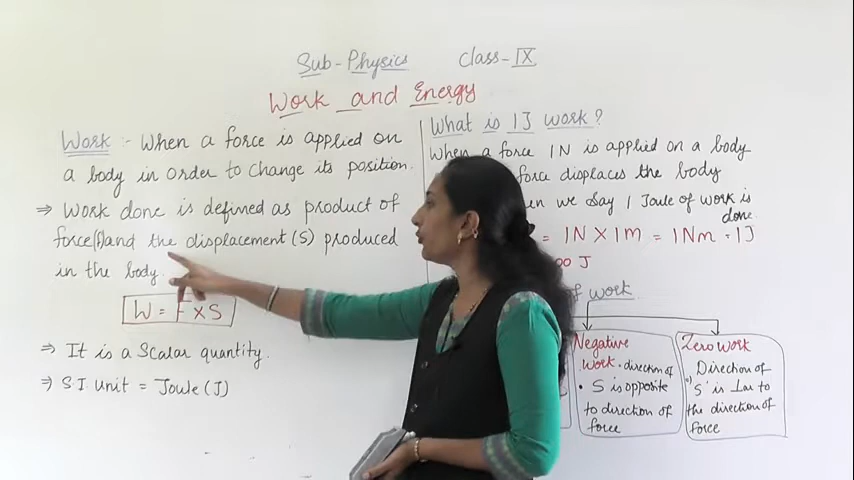 Sub-Physics Class-IX
Work and Energy
Work :- When a force is applied on
a body in order to change its position.
⇒ Work done is defined as product of
force(F)and the displacement (S) produced
in the body.
W = F × S
⇒ It is a Scalar quantity.
⇒ S.I. unit = Joule (J)
What is 1J work?
When a force 1N is applied on a body
force displaces the body
we say 1 Joule of work is
done.
= 1N × 1m = 1Nm = 1J
J
of work
Negative
work • direction of
• S is opposite
to direction of
force
Zero work
Direction of
'S' is ⊥ar to
the direction of
force